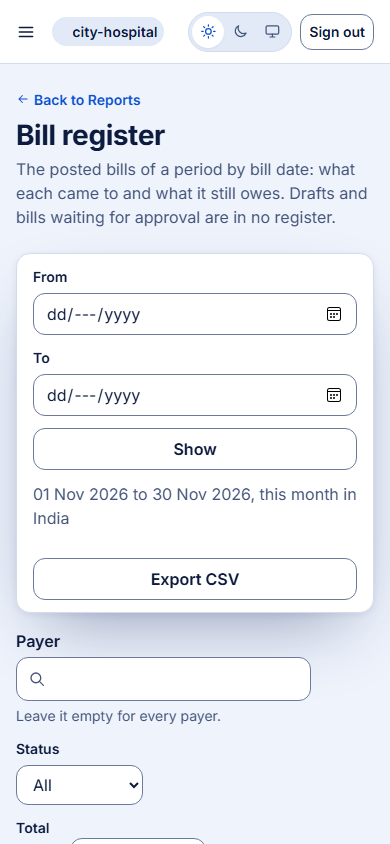 city-hospital
Sign out
Back to Reports
Bill register
The posted bills of a period by bill date: what
each came to and what it still owes. Drafts and
bills waiting for approval are in no register.
From
dd/---/yyyy
To
dd/---/yyyy
Show
01 Nov 2026 to 30 Nov 2026, this month in
India
Export CSV
Payer
Leave it empty for every payer.
Status
All
Total